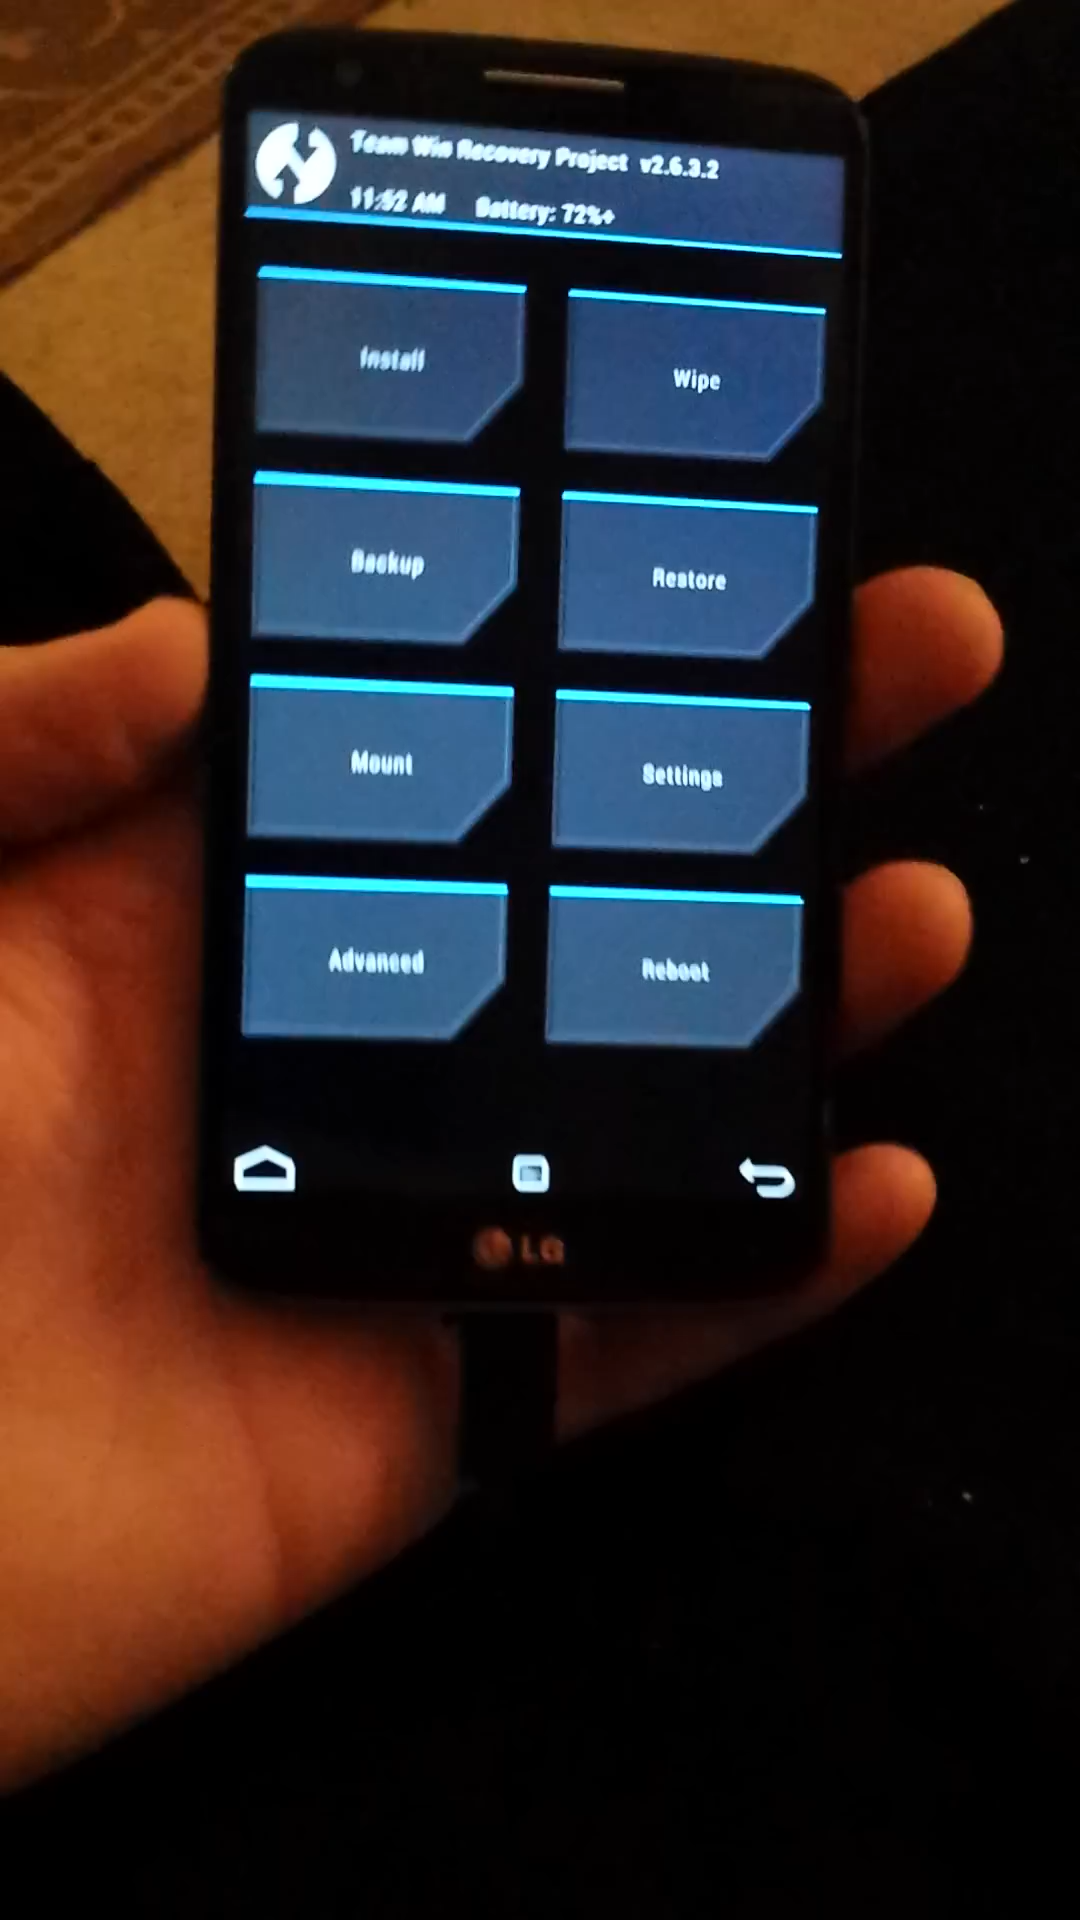 Team Win Recovery Project v2.6.3.2
11:52 AM Battery: 72%+
Install
Wipe
Backup
Restore
Mount
Settings
Advanced
Reboot
LG